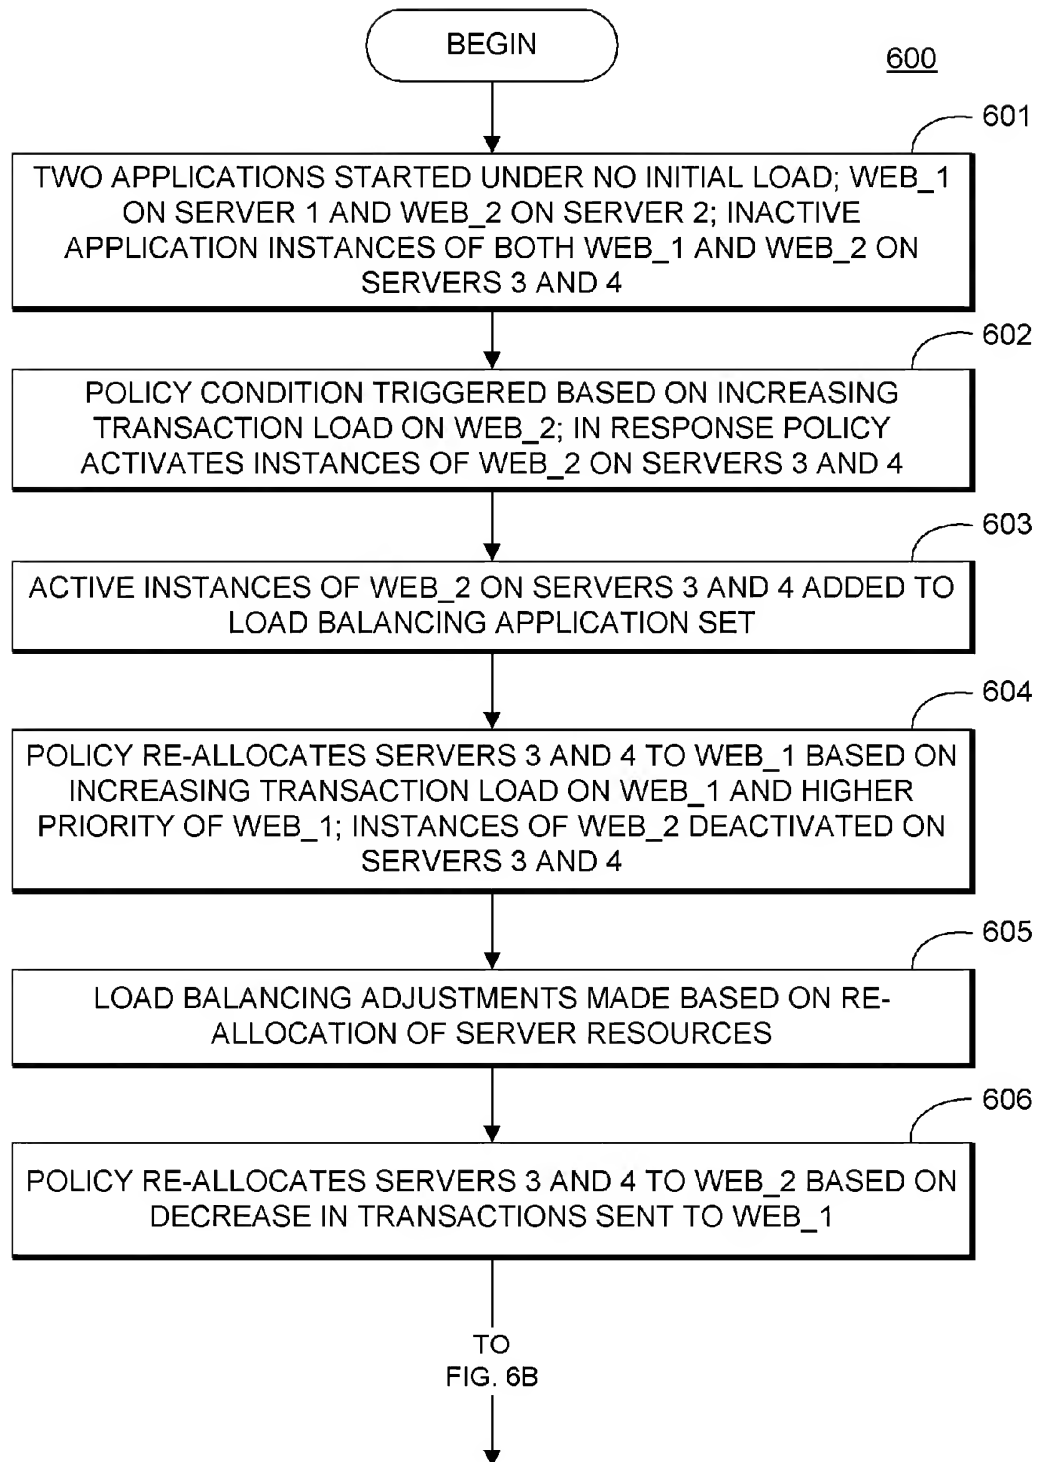 BEGIN
600
601
TWO APPLICATIONS STARTED UNDER NO INITIAL LOAD; WEB_1
ON SERVER 1 AND WEB_2 ON SERVER 2; INACTIVE
APPLICATION INSTANCES OF BOTH WEB_1 AND WEB_2 ON
SERVERS 3 AND 4
602
POLICY CONDITION TRIGGERED BASED ON INCREASING
TRANSACTION LOAD ON WEB_2; IN RESPONSE POLICY
ACTIVATES INSTANCES OF WEB_2 ON SERVERS 3 AND 4
603
ACTIVE INSTANCES OF WEB_2 ON SERVERS 3 AND 4 ADDED TO
LOAD BALANCING APPLICATION SET
604
POLICY RE-ALLOCATES SERVERS 3 AND 4 TO WEB_1 BASED ON
INCREASING TRANSACTION LOAD ON WEB_1 AND HIGHER
PRIORITY OF WEB_1; INSTANCES OF WEB_2 DEACTIVATED ON
SERVERS 3 AND 4
605
LOAD BALANCING ADJUSTMENTS MADE BASED ON RE-
ALLOCATION OF SERVER RESOURCES
606
POLICY RE-ALLOCATES SERVERS 3 AND 4 TO WEB_2 BASED ON
DECREASE IN TRANSACTIONS SENT TO WEB_1
TO
FIG. 6B